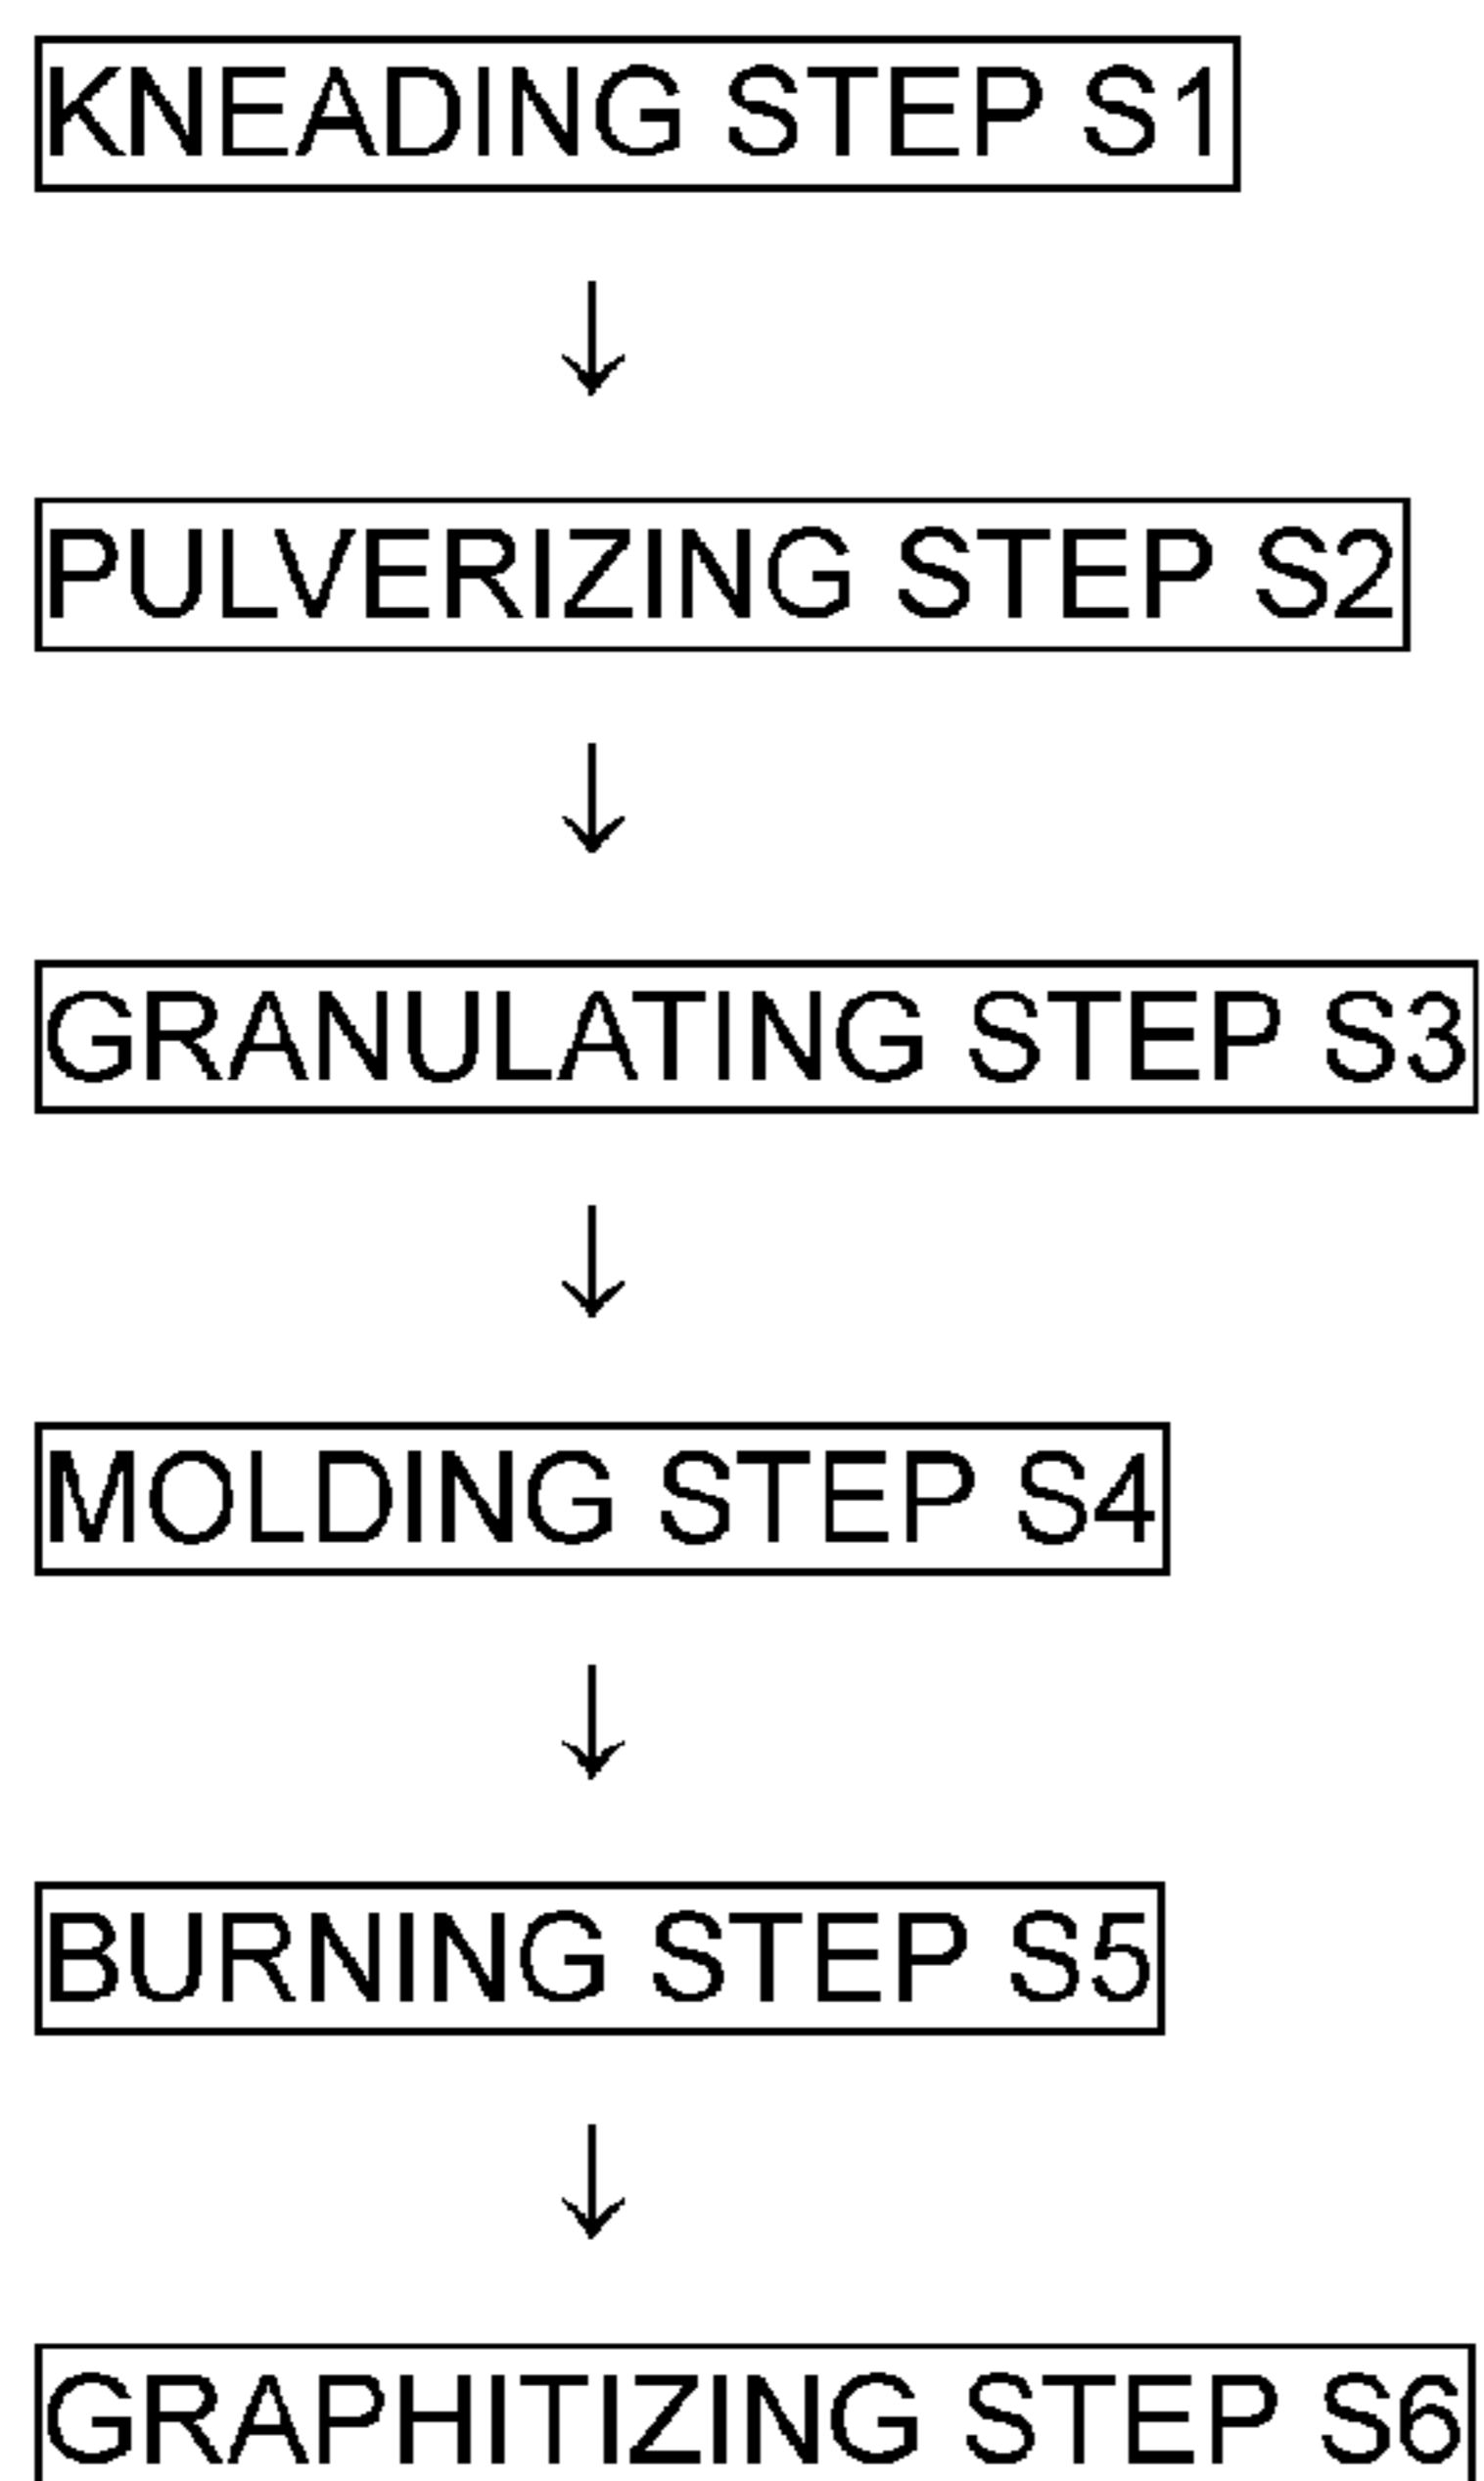 KNEADING STEP S1
↓
PULVERIZING STEP S2
↓
GRANULATING STEP S3
↓
MOLDING STEP S4
↓
BURNING STEP S5
↓
GRAPHITIZING STEP S6